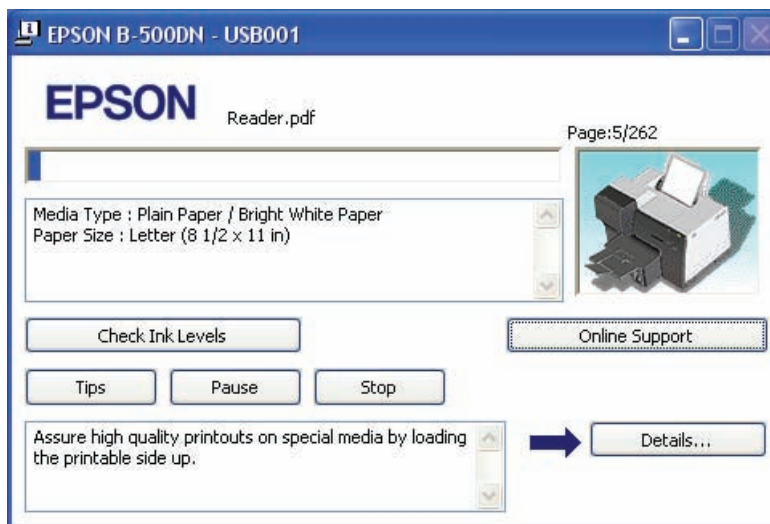 EPSON B-500DN - USB001
EPSON
Reader.pdf
Page:5/262
Media Type : Plain Paper / Bright White Paper
Paper Size : Letter (8 1/2 x 11 in)
Check Ink Levels
Online Support
Tips
Pause
Stop
Assure high quality printouts on special media by loading
the printable side up.
Details...